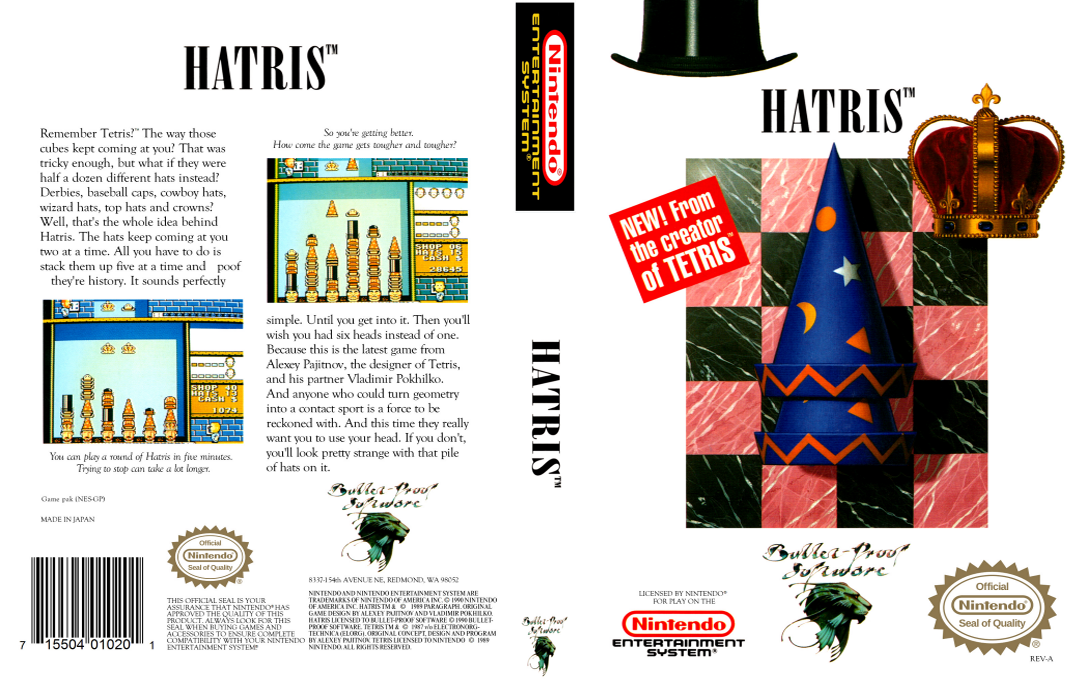 HATRIS™
Remember Tetris?™ The way those
cubes kept coming at you? That was
tricky enough, but what if they were
half a dozen different hats instead?
Derbies, baseball caps, cowboy hats,
wizard hats, top hats and crowns?
Well, that's the whole idea behind
Hatris. The hats keep coming at you
two at a time. All you have to do is
stack them up five at a time and poof
they're history. It sounds perfectly
SHOP 40
HATS 13
CASH $
1024
You can play a round of Hatris in five minutes.
Trying to stop can take a lot longer.
So you're getting better.
How come the game gets tougher and tougher?
SHOP 06
HATS 15
CASH $
28645
simple. Until you get into it. Then you'll
wish you had six heads instead of one.
Because this is the latest game from
Alexey Pajitnov, the designer of Tetris,
and his partner Vladimir Pokhilko.
And anyone who could turn geometry
into a contact sport is a force to be
reckoned with. And this time they really
want you to use your head. If you don't,
you'll look pretty strange with that pile
of hats on it.
Game pak (NES-GP)
MADE IN JAPAN
7 15504 01020 1
Official
Nintendo®
Seal of Quality
®
THIS OFFICIAL SEAL IS YOUR
ASSURANCE THAT NINTENDO® HAS
APPROVED THE QUALITY OF THIS
PRODUCT. ALWAYS LOOK FOR THIS
SEAL WHEN BUYING GAMES AND
ACCESSORIES TO ENSURE COMPLETE
COMPATIBILITY WITH YOUR NINTENDO
ENTERTAINMENT SYSTEM®.
Bullet-Proof
Software
8337-154th AVENUE NE, REDMOND, WA 98052
NINTENDO AND NINTENDO ENTERTAINMENT SYSTEM ARE
TRADEMARKS OF NINTENDO OF AMERICA INC. © 1990 NINTENDO
OF AMERICA INC. HATRIS TM & © 1989 PARAGRAPH. ORIGINAL
GAME DESIGN BY ALEXEY PAJITNOV AND VLADIMIR POKHILKO.
HATRIS LICENSED TO BULLET-PROOF SOFTWARE © 1990 BULLET-
PROOF SOFTWARE. TETRIS TM & © 1987 v/o ELECTRONORG-
TECHNICA (ELORG). ORIGINAL CONCEPT, DESIGN AND PROGRAM
BY ALEXEY PAJITNOV. TETRIS LICENSED TO NINTENDO © 1989
NINTENDO. ALL RIGHTS RESERVED.
Nintendo®
ENTERTAINMENT
SYSTEM®
HATRIS™
Bullet-Proof
Software
HATRIS™
NEW! From
the creator
of TETRIS™
Bullet-Proof
Software
LICENSED BY NINTENDO®
FOR PLAY ON THE
Nintendo®
ENTERTAINMENT
SYSTEM®
Official
Nintendo®
Seal of Quality
®
REV-A